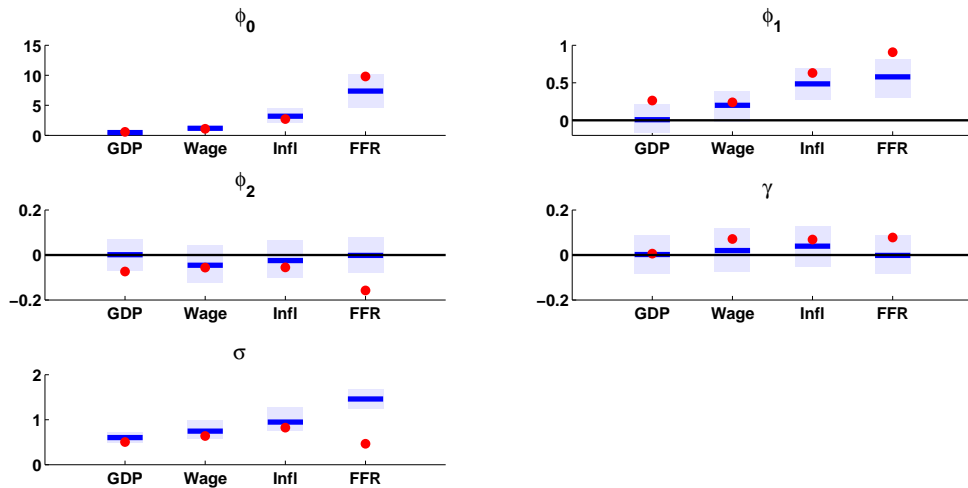 ϕ0
15
10
5
0
GDP Wage Infl FFR
ϕ1
1
0.5
0
GDP Wage Infl FFR
ϕ2
0.2
0
−0.2
GDP Wage Infl FFR
γ
0.2
0
−0.2
GDP Wage Infl FFR
σ
2
1
0
GDP Wage Infl FFR